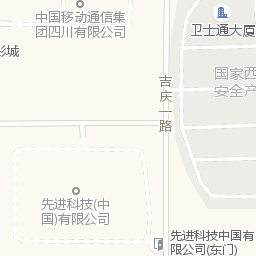 中国移动通信集
团四川有限公司
卫士通大厦
影城
国家西
安全产
吉庆一路
先进科技(中
国)有限公司
先进科技中国有
限公司(东门)